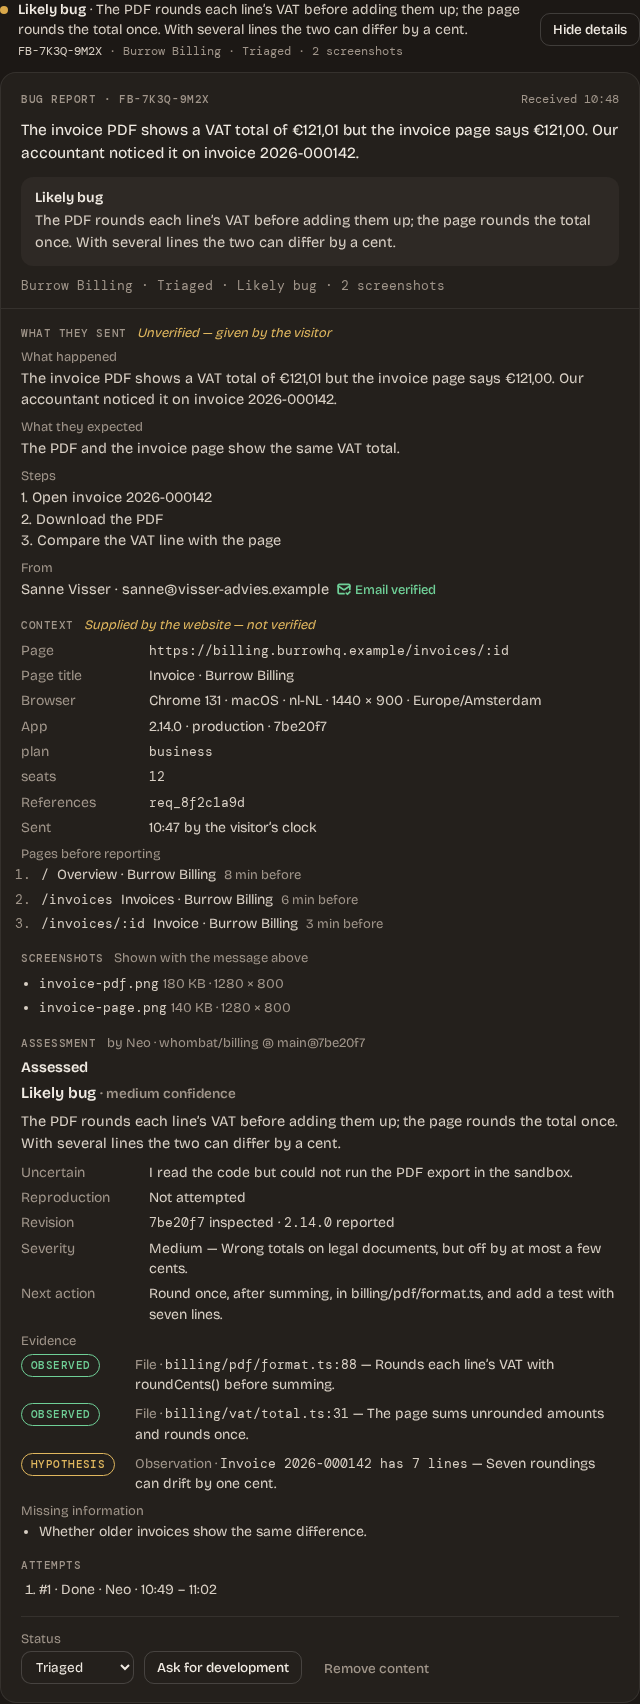 Likely bug · The PDF rounds each line's VAT before adding them up; the page
rounds the total once. With several lines the two can differ by a cent.
FB-7K3Q-9M2X · Burrow Billing · Triaged · 2 screenshots
Hide details
BUG REPORT · FB-7K3Q-9M2X
Received 10:48
The invoice PDF shows a VAT total of €121,01 but the invoice page says €121,00. Our
accountant noticed it on invoice 2026-000142.
Likely bug
The PDF rounds each line's VAT before adding them up; the page rounds the total
once. With several lines the two can differ by a cent.
Burrow Billing · Triaged · Likely bug · 2 screenshots
WHAT THEY SENT Unverified — given by the visitor
What happened
The invoice PDF shows a VAT total of €121,01 but the invoice page says €121,00. Our
accountant noticed it on invoice 2026-000142.
What they expected
The PDF and the invoice page show the same VAT total.
Steps
1. Open invoice 2026-000142
2. Download the PDF
3. Compare the VAT line with the page
From
Sanne Visser · sanne@visser-advies.example Email verified
CONTEXT Supplied by the website — not verified
Page https://billing.burrowhq.example/invoices/:id
Page title Invoice · Burrow Billing
Browser Chrome 131 · macOS · nl-NL · 1440 × 900 · Europe/Amsterdam
App 2.14.0 · production · 7be20f7
plan business
seats 12
References req_8f2c1a9d
Sent 10:47 by the visitor's clock
Pages before reporting
1. / Overview · Burrow Billing 8 min before
2. /invoices Invoices · Burrow Billing 6 min before
3. /invoices/:id Invoice · Burrow Billing 3 min before
SCREENSHOTS Shown with the message above
• invoice-pdf.png 180 KB · 1280 × 800
• invoice-page.png 140 KB · 1280 × 800
ASSESSMENT by Neo · whombat/billing @ main@7be20f7
Assessed
Likely bug · medium confidence
The PDF rounds each line's VAT before adding them up; the page rounds the total once.
With several lines the two can differ by a cent.
Uncertain I read the code but could not run the PDF export in the sandbox.
Reproduction Not attempted
Revision 7be20f7 inspected · 2.14.0 reported
Severity Medium — Wrong totals on legal documents, but off by at most a few
cents.
Next action Round once, after summing, in billing/pdf/format.ts, and add a test with
seven lines.
Evidence
OBSERVED File · billing/pdf/format.ts:88 — Rounds each line's VAT with
roundCents() before summing.
OBSERVED File · billing/vat/total.ts:31 — The page sums unrounded amounts
and rounds once.
HYPOTHESIS Observation · Invoice 2026-000142 has 7 lines — Seven roundings
can drift by one cent.
Missing information
• Whether older invoices show the same difference.
ATTEMPTS
1. #1 · Done · Neo · 10:49 – 11:02
Status
Triaged Ask for development Remove content